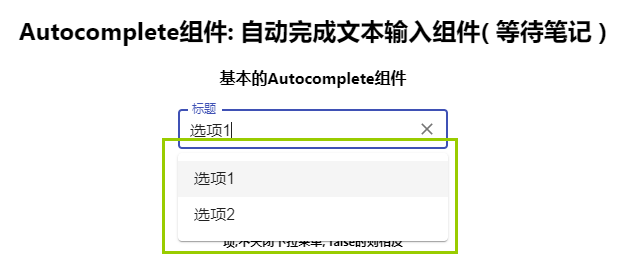 Autocomplete组件: 自动完成文本输入组件( 等待笔记 )
基本的Autocomplete组件
标题
选项1
选项1
选项2
项,不关闭下拉菜单, false的则相反